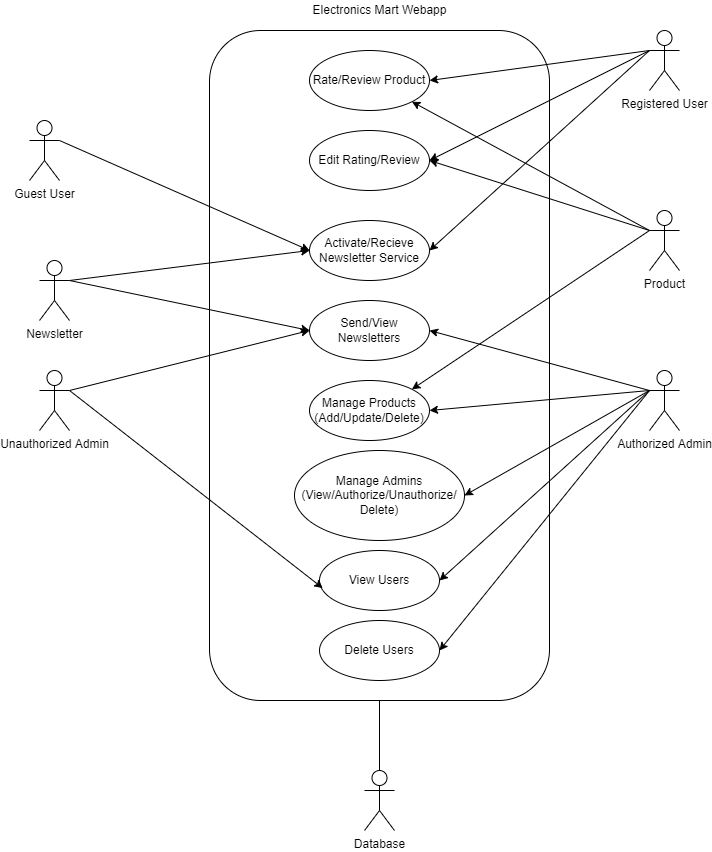 Electronics Mart Webapp
Rate/Review Product
Registered User
Edit Rating/Review
Guest User
Activate/Recieve
Newsletter Service
Product
Newsletter
Send/View
Newsletters
Unauthorized Admin
Manage Products
(Add/Update/Delete)
Authorized Admin
Manage Admins
(View/Authorize/Unauthorize/
Delete)
View Users
Delete Users
Database